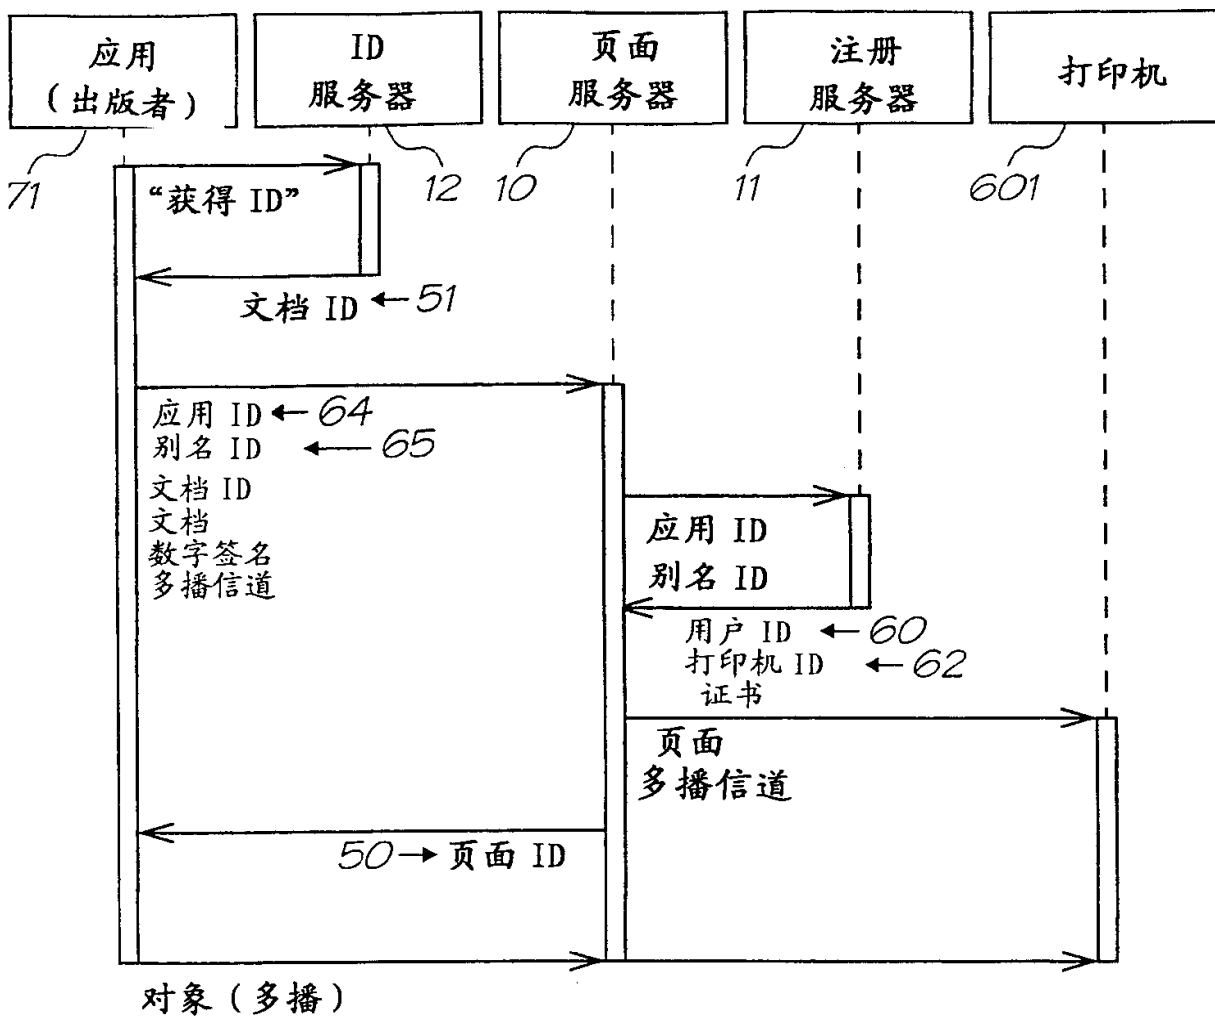 应用
(出版者)
ID
服务器
页面
服务器
注册
服务器
打印机
71
12
10
11
601
“获得 ID”
文档 ID ← 51
应用 ID ← 64
别名 ID ← 65
文档 ID
文档
数字签名
多播信道
应用 ID
别名 ID
用户 ID ← 60
打印机 ID ← 62
证书
页面
多播信道
50 → 页面 ID
对象(多播)